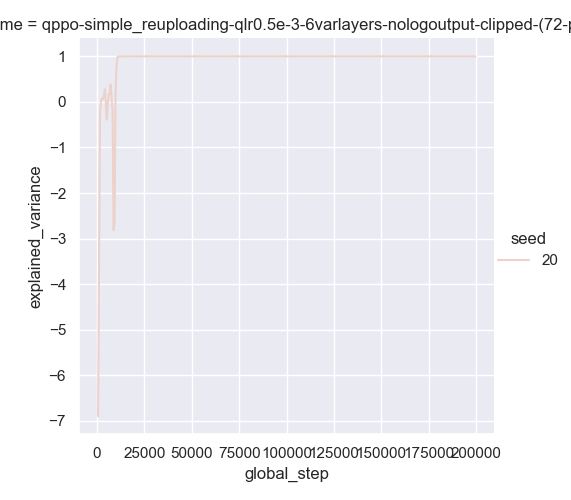 me = qppo-simple_reuploading-qlr0.5e-3-6varlayers-nologoutput-clipped-(72-p
1
0
−1
−2
−3
−4
−5
−6
−7
explained_variance
seed
20
0 25000 50000 75000 100000 125000 150000 175000 200000
global_step